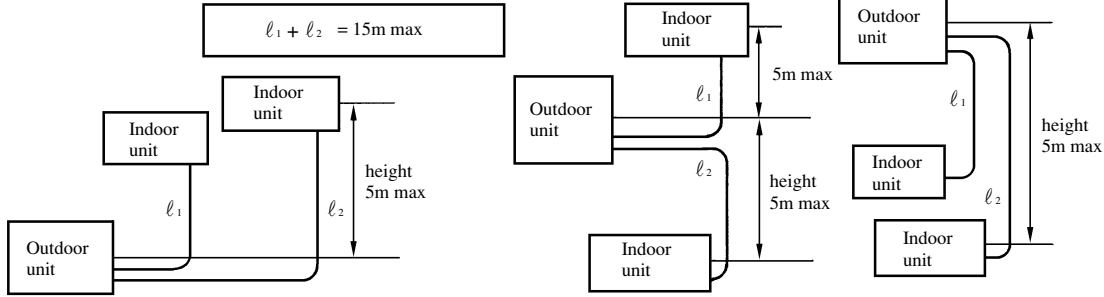 ℓ₁ + ℓ₂ = 15m max
Indoor
unit
Indoor
unit
ℓ₁
ℓ₂
height
5m max
Outdoor
unit
Indoor
unit
5m max
ℓ₁
Outdoor
unit
ℓ₂
height
5m max
Indoor
unit
Outdoor
unit
ℓ₁
height
5m max
Indoor
unit
ℓ₂
Indoor
unit